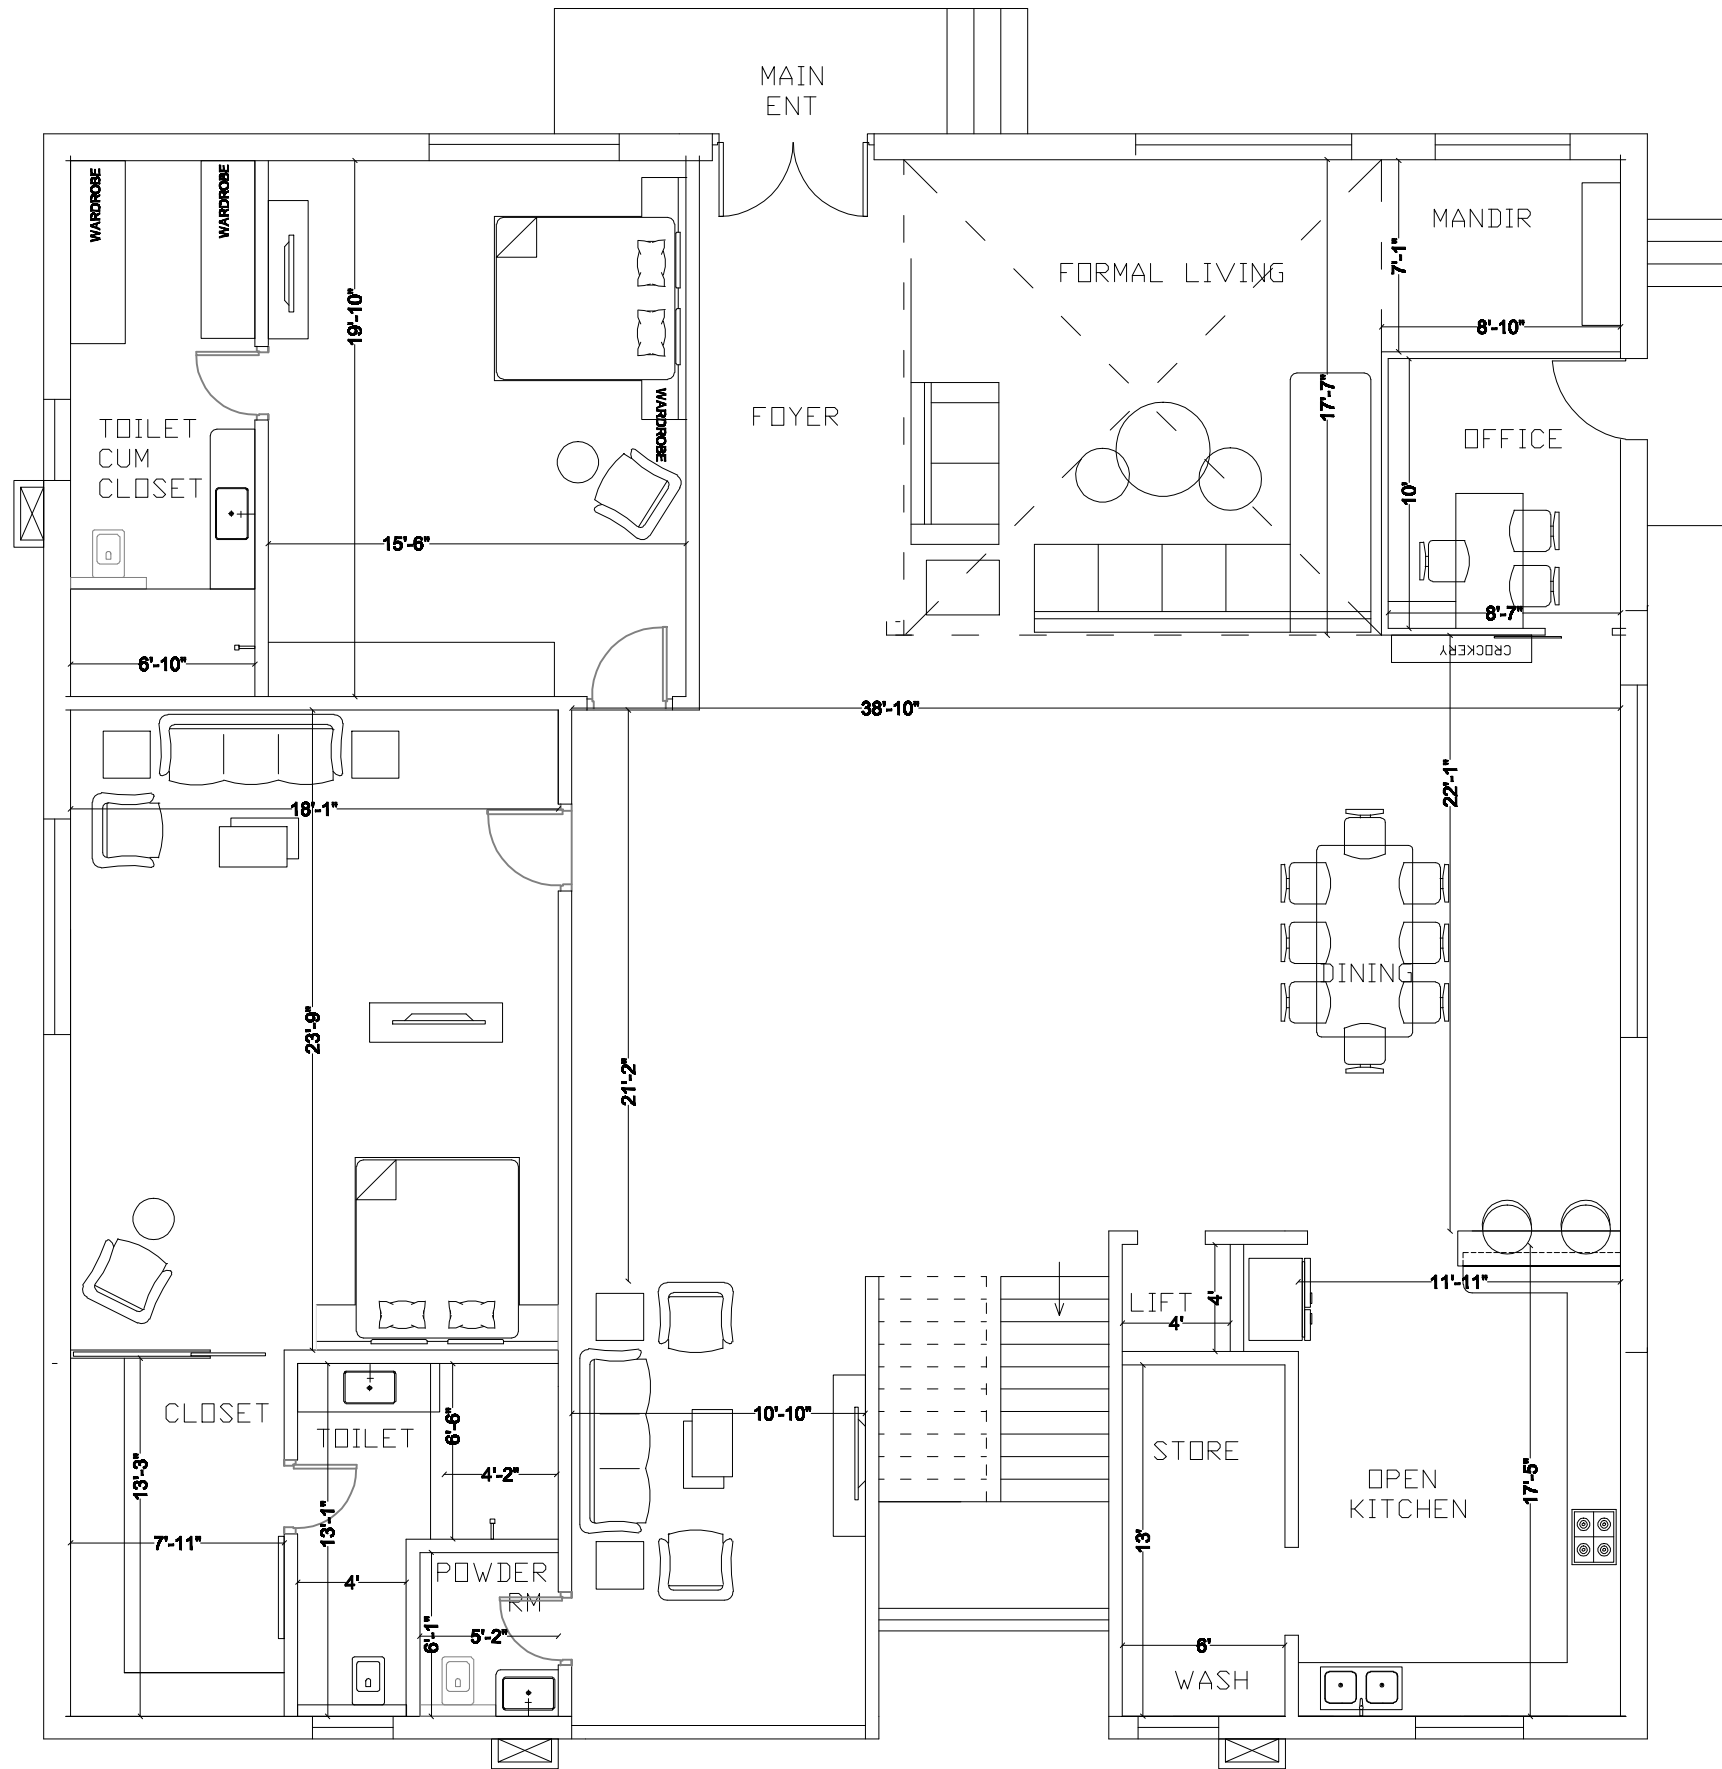 MAIN
ENT
WARDROBE
WARDROBE
MANDIR
7'-1"
FORMAL LIVING
19'-10"
8'-10"
17'-7"
WARDROBE
FOYER
TOILET
CUM
CLOSET
OFFICE
10'
15'-6"
8'-7"
CROCKERY
6'-10"
38'-10"
22'-1"
18'-1"
DINING
23'-9"
21'-2"
11'-11"
LIFT
4'
4'
CLOSET
10'-10"
TOILET
6'-6"
STORE
13'-3"
4'-2"
OPEN
KITCHEN
17'-5"
13'-1"
7'-11"
13'
POWDER
RM
4'
6'-1"
5'-2"
6'
WASH